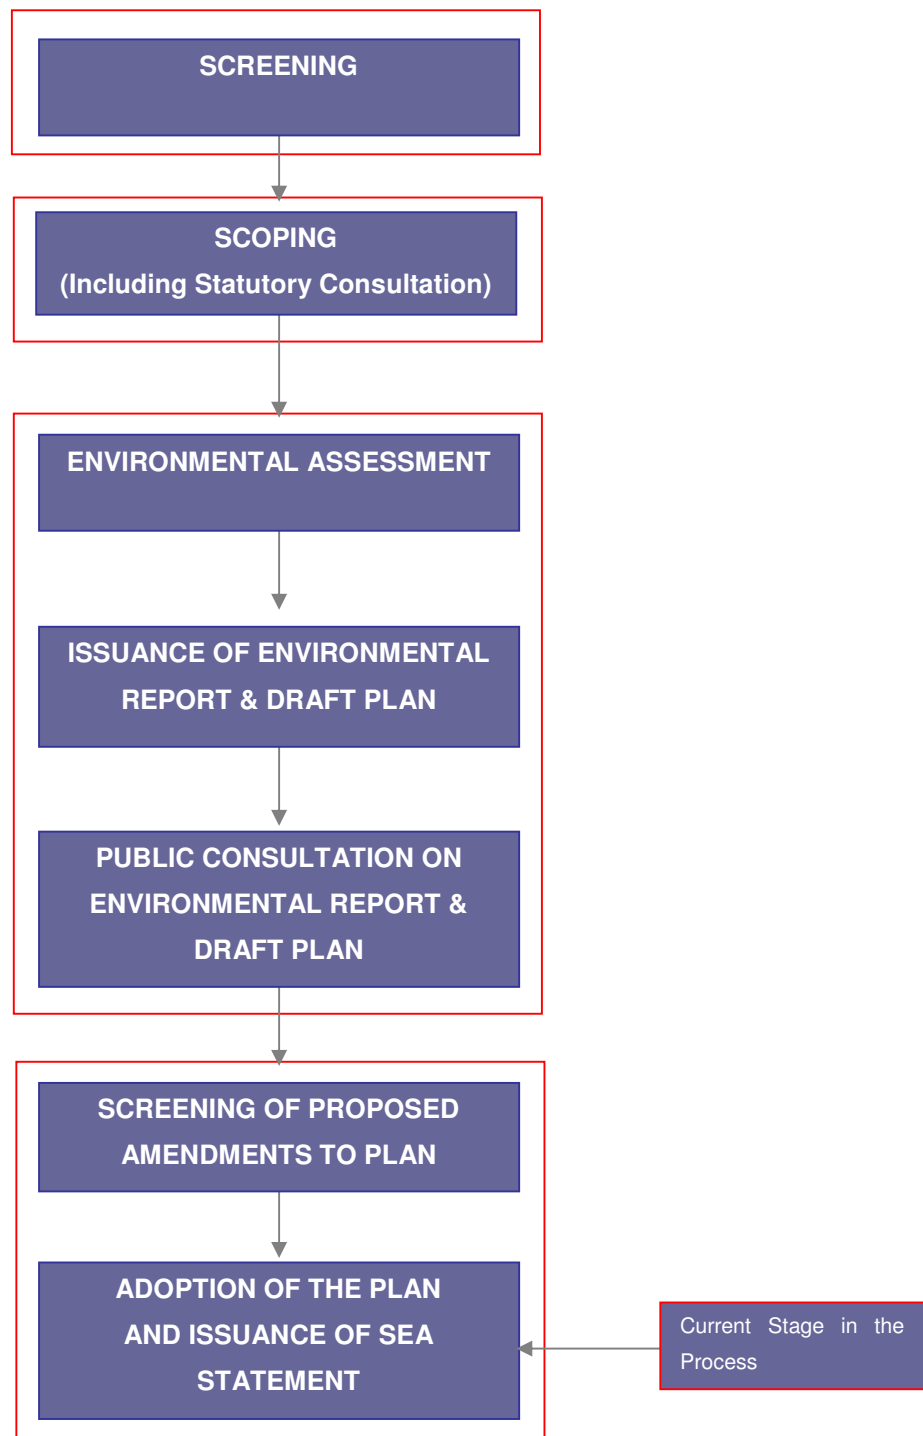 SCREENING
SCOPING
(Including Statutory Consultation)
ENVIRONMENTAL ASSESSMENT
ISSUANCE OF ENVIRONMENTAL
REPORT & DRAFT PLAN
PUBLIC CONSULTATION ON
ENVIRONMENTAL REPORT &
DRAFT PLAN
SCREENING OF PROPOSED
AMENDMENTS TO PLAN
ADOPTION OF THE PLAN
AND ISSUANCE OF SEA
STATEMENT
Current Stage in the
Process